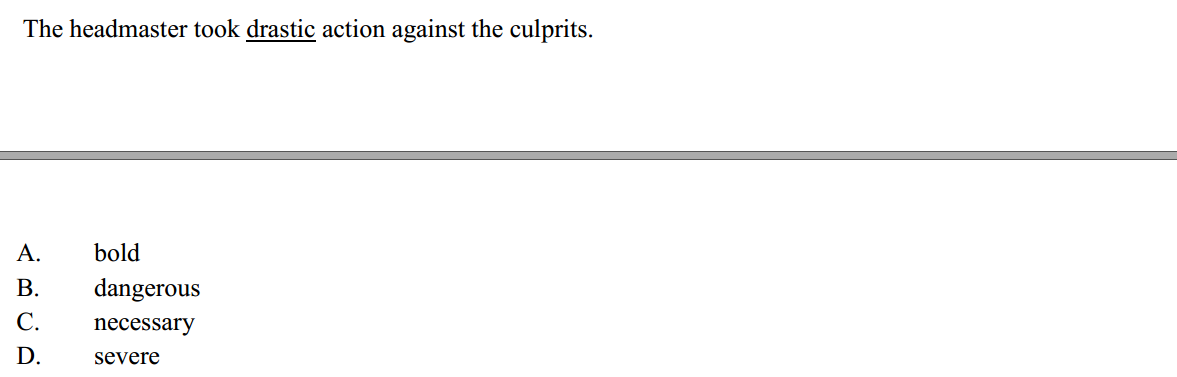 The headmaster took drastic action against the culprits.
A. bold
B. dangerous
C. necessary
D. severe